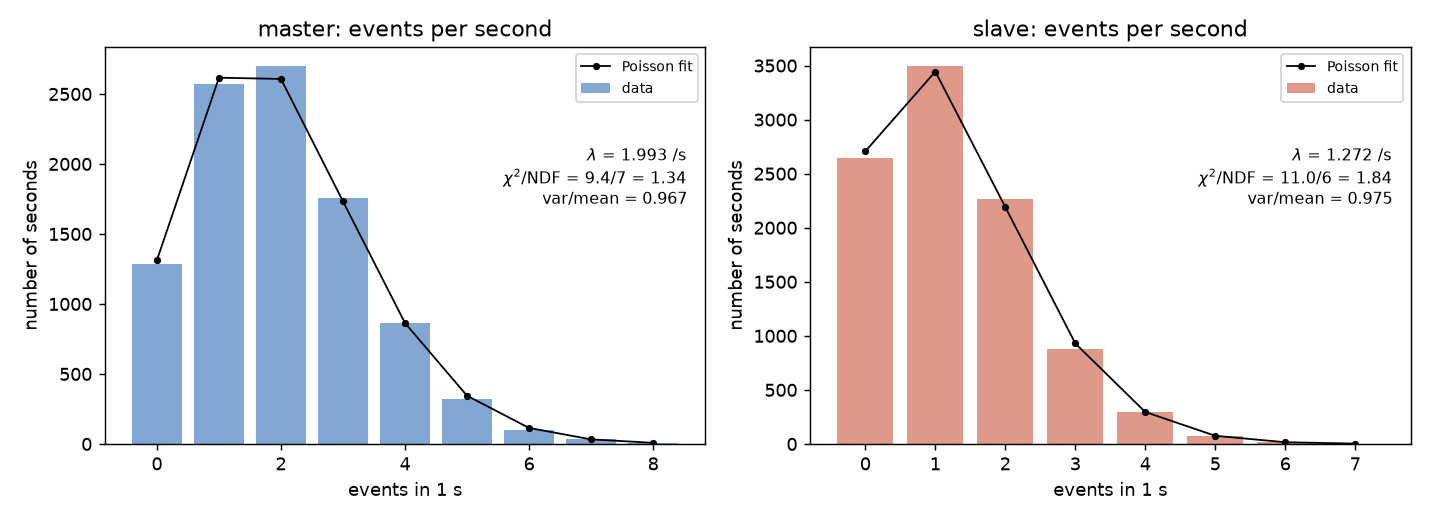 master: events per second
Poisson fit
data
λ = 1.993 /s
χ²/NDF = 9.4/7 = 1.34
var/mean = 0.967
number of seconds
2500
2000
1500
1000
500
0
0 2 4 6 8
events in 1 s
slave: events per second
Poisson fit
data
λ = 1.272 /s
χ²/NDF = 11.0/6 = 1.84
var/mean = 0.975
number of seconds
3500
3000
2500
2000
1500
1000
500
0
0 1 2 3 4 5 6 7
events in 1 s